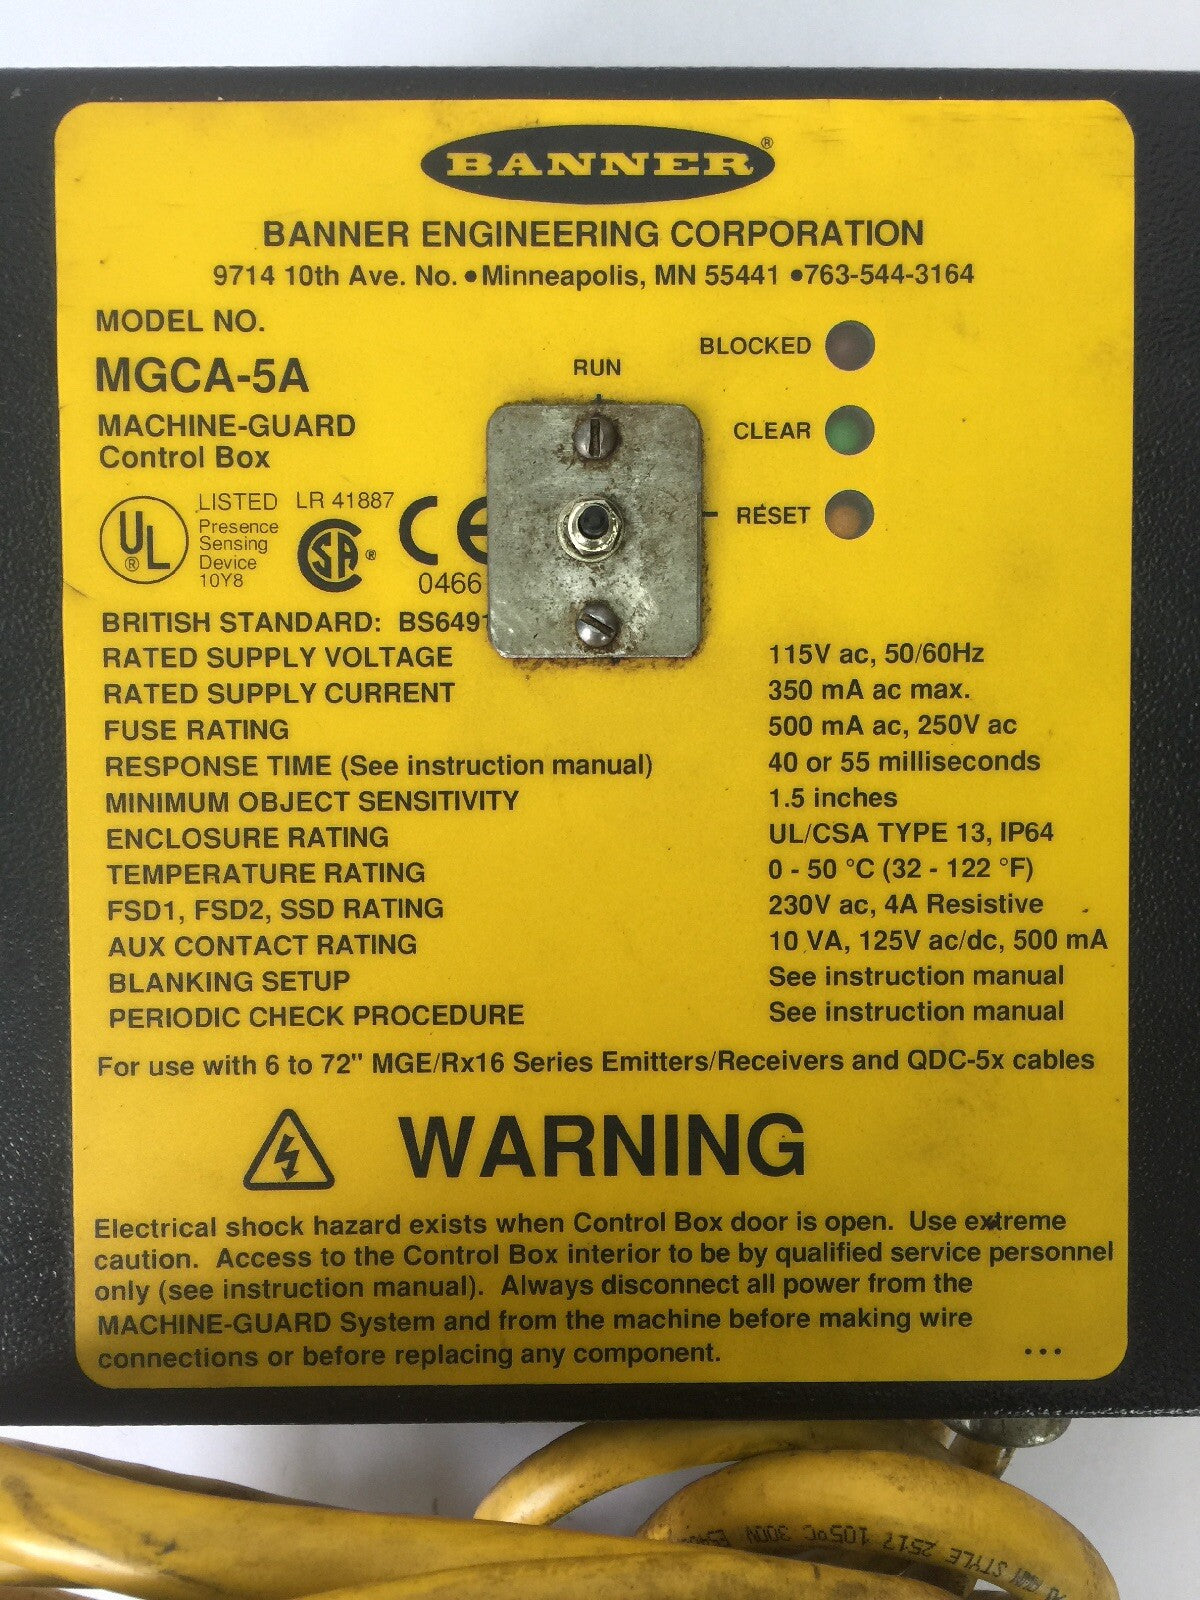 BANNER®
BANNER ENGINEERING CORPORATION
9714 10th Ave. No. • Minneapolis, MN 55441 • 763-544-3164
MODEL NO.
MGCA-5A
MACHINE-GUARD
Control Box
RUN
BLOCKED
CLEAR
RESET
UL®
LISTED
Presence
Sensing
Device
10Y8
LR 41887
SA®
CE
0466
BRITISH STANDARD: BS6491
RATED SUPPLY VOLTAGE 115V ac, 50/60Hz
RATED SUPPLY CURRENT 350 mA ac max.
FUSE RATING 500 mA ac, 250V ac
RESPONSE TIME (See instruction manual) 40 or 55 milliseconds
MINIMUM OBJECT SENSITIVITY 1.5 inches
ENCLOSURE RATING UL/CSA TYPE 13, IP64
TEMPERATURE RATING 0 - 50 °C (32 - 122 °F)
FSD1, FSD2, SSD RATING 230V ac, 4A Resistive
AUX CONTACT RATING 10 VA, 125V ac/dc, 500 mA
BLANKING SETUP See instruction manual
PERIODIC CHECK PROCEDURE See instruction manual
For use with 6 to 72" MGE/Rx16 Series Emitters/Receivers and QDC-5x cables
WARNING
Electrical shock hazard exists when Control Box door is open. Use extreme
caution. Access to the Control Box interior to be by qualified service personnel
only (see instruction manual). Always disconnect all power from the
MACHINE-GUARD System and from the machine before making wire
connections or before replacing any component.
...
STYLE 2517 105°C 300V